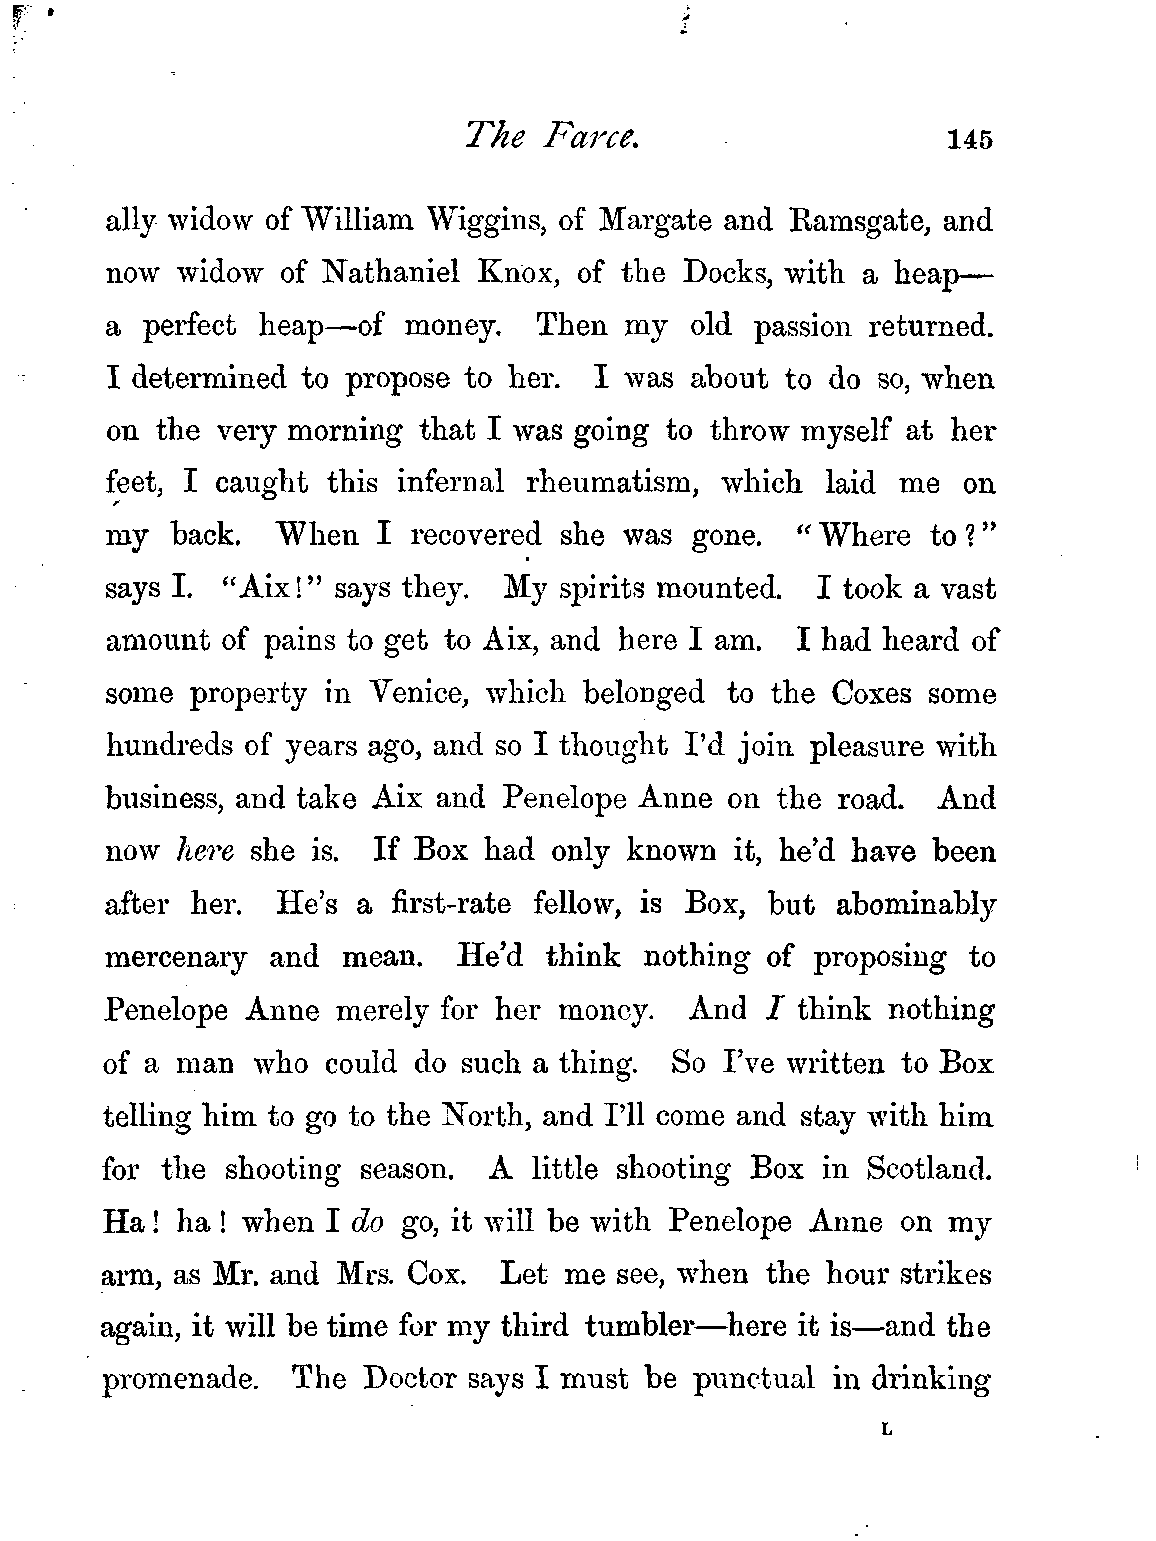 The Farce. 145
ally widow of William Wiggins, of Margate and Ramsgate, and
now widow of Nathaniel Knox, of the Docks, with a heap—
a perfect heap—of money. Then my old passion returned.
I determined to propose to her. I was about to do so, when
on the very morning that I was going to throw myself at her
feet, I caught this infernal rheumatism, which laid me on
my back. When I recovered she was gone. "Where to?"
says I. "Aix!" says they. My spirits mounted. I took a vast
amount of pains to get to Aix, and here I am. I had heard of
some property in Venice, which belonged to the Coxes some
hundreds of years ago, and so I thought I'd join pleasure with
business, and take Aix and Penelope Anne on the road. And
now here she is. If Box had only known it, he'd have been
after her. He's a first-rate fellow, is Box, but abominably
mercenary and mean. He'd think nothing of proposing to
Penelope Anne merely for her money. And I think nothing
of a man who could do such a thing. So I've written to Box
telling him to go to the North, and I'll come and stay with him
for the shooting season. A little shooting Box in Scotland.
Ha! ha! when I do go, it will be with Penelope Anne on my
arm, as Mr. and Mrs. Cox. Let me see, when the hour strikes
again, it will be time for my third tumbler—here it is—and the
promenade. The Doctor says I must be punctual in drinking
L